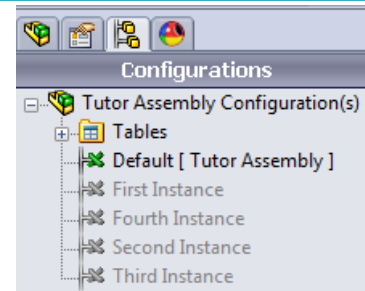 Configurations
Tutor Assembly Configuration(s)
Tables
Default [ Tutor Assembly ]
First Instance
Fourth Instance
Second Instance
Third Instance